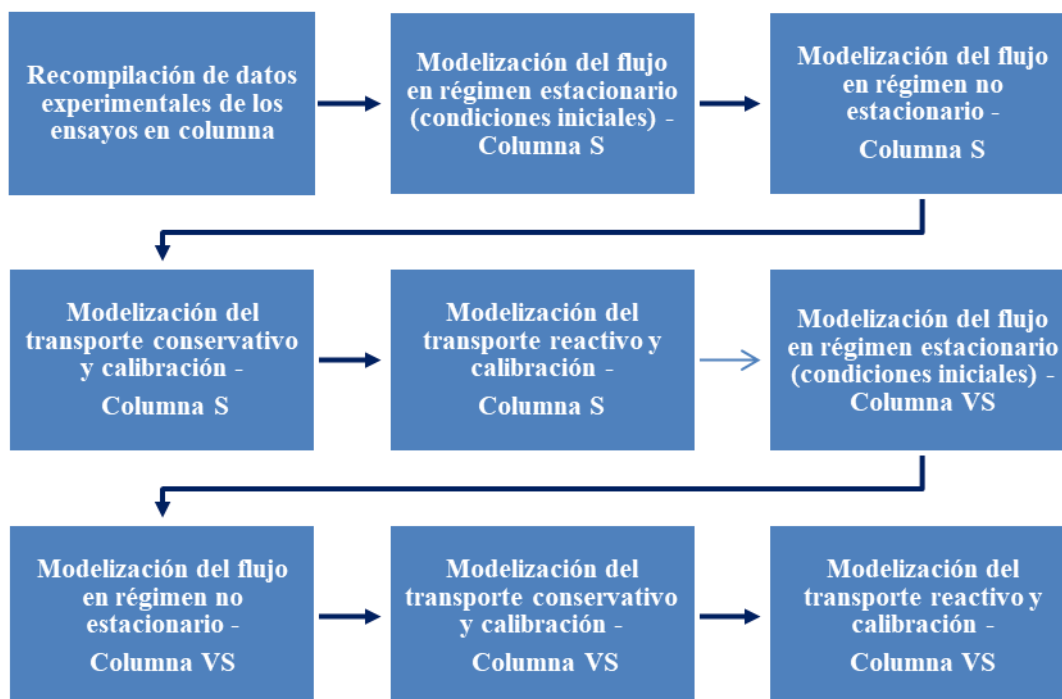 Recompilación de datos
experimentales de los
ensayos en columna
Modelización del flujo
en régimen estacionario
(condiciones iniciales) -
Columna S
Modelización del flujo
en régimen no
estacionario -
Columna S
Modelización del
transporte conservativo
y calibración -
Columna S
Modelización del
transporte reactivo y
calibración -
Columna S
Modelización del flujo
en régimen estacionario
(condiciones iniciales) -
Columna VS
Modelización del flujo
en régimen no
estacionario -
Columna VS
Modelización del
transporte conservativo
y calibración -
Columna VS
Modelización del
transporte reactivo y
calibración -
Columna VS